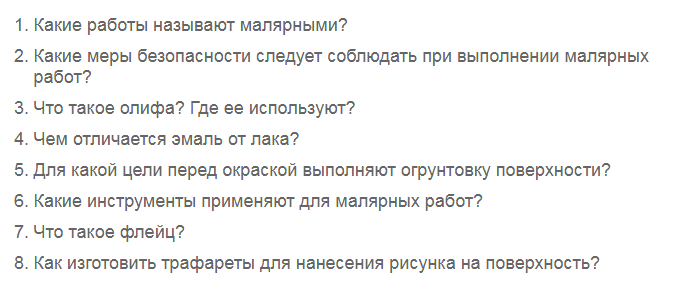 1. Какие работы называют малярными?
2. Какие меры безопасности следует соблюдать при выполнении малярных
работ?
3. Что такое олифа? Где ее используют?
4. Чем отличается эмаль от лака?
5. Для какой цели перед окраской выполняют огрунтовку поверхности?
6. Какие инструменты применяют для малярных работ?
7. Что такое флейц?
8. Как изготовить трафареты для нанесения рисунка на поверхность?